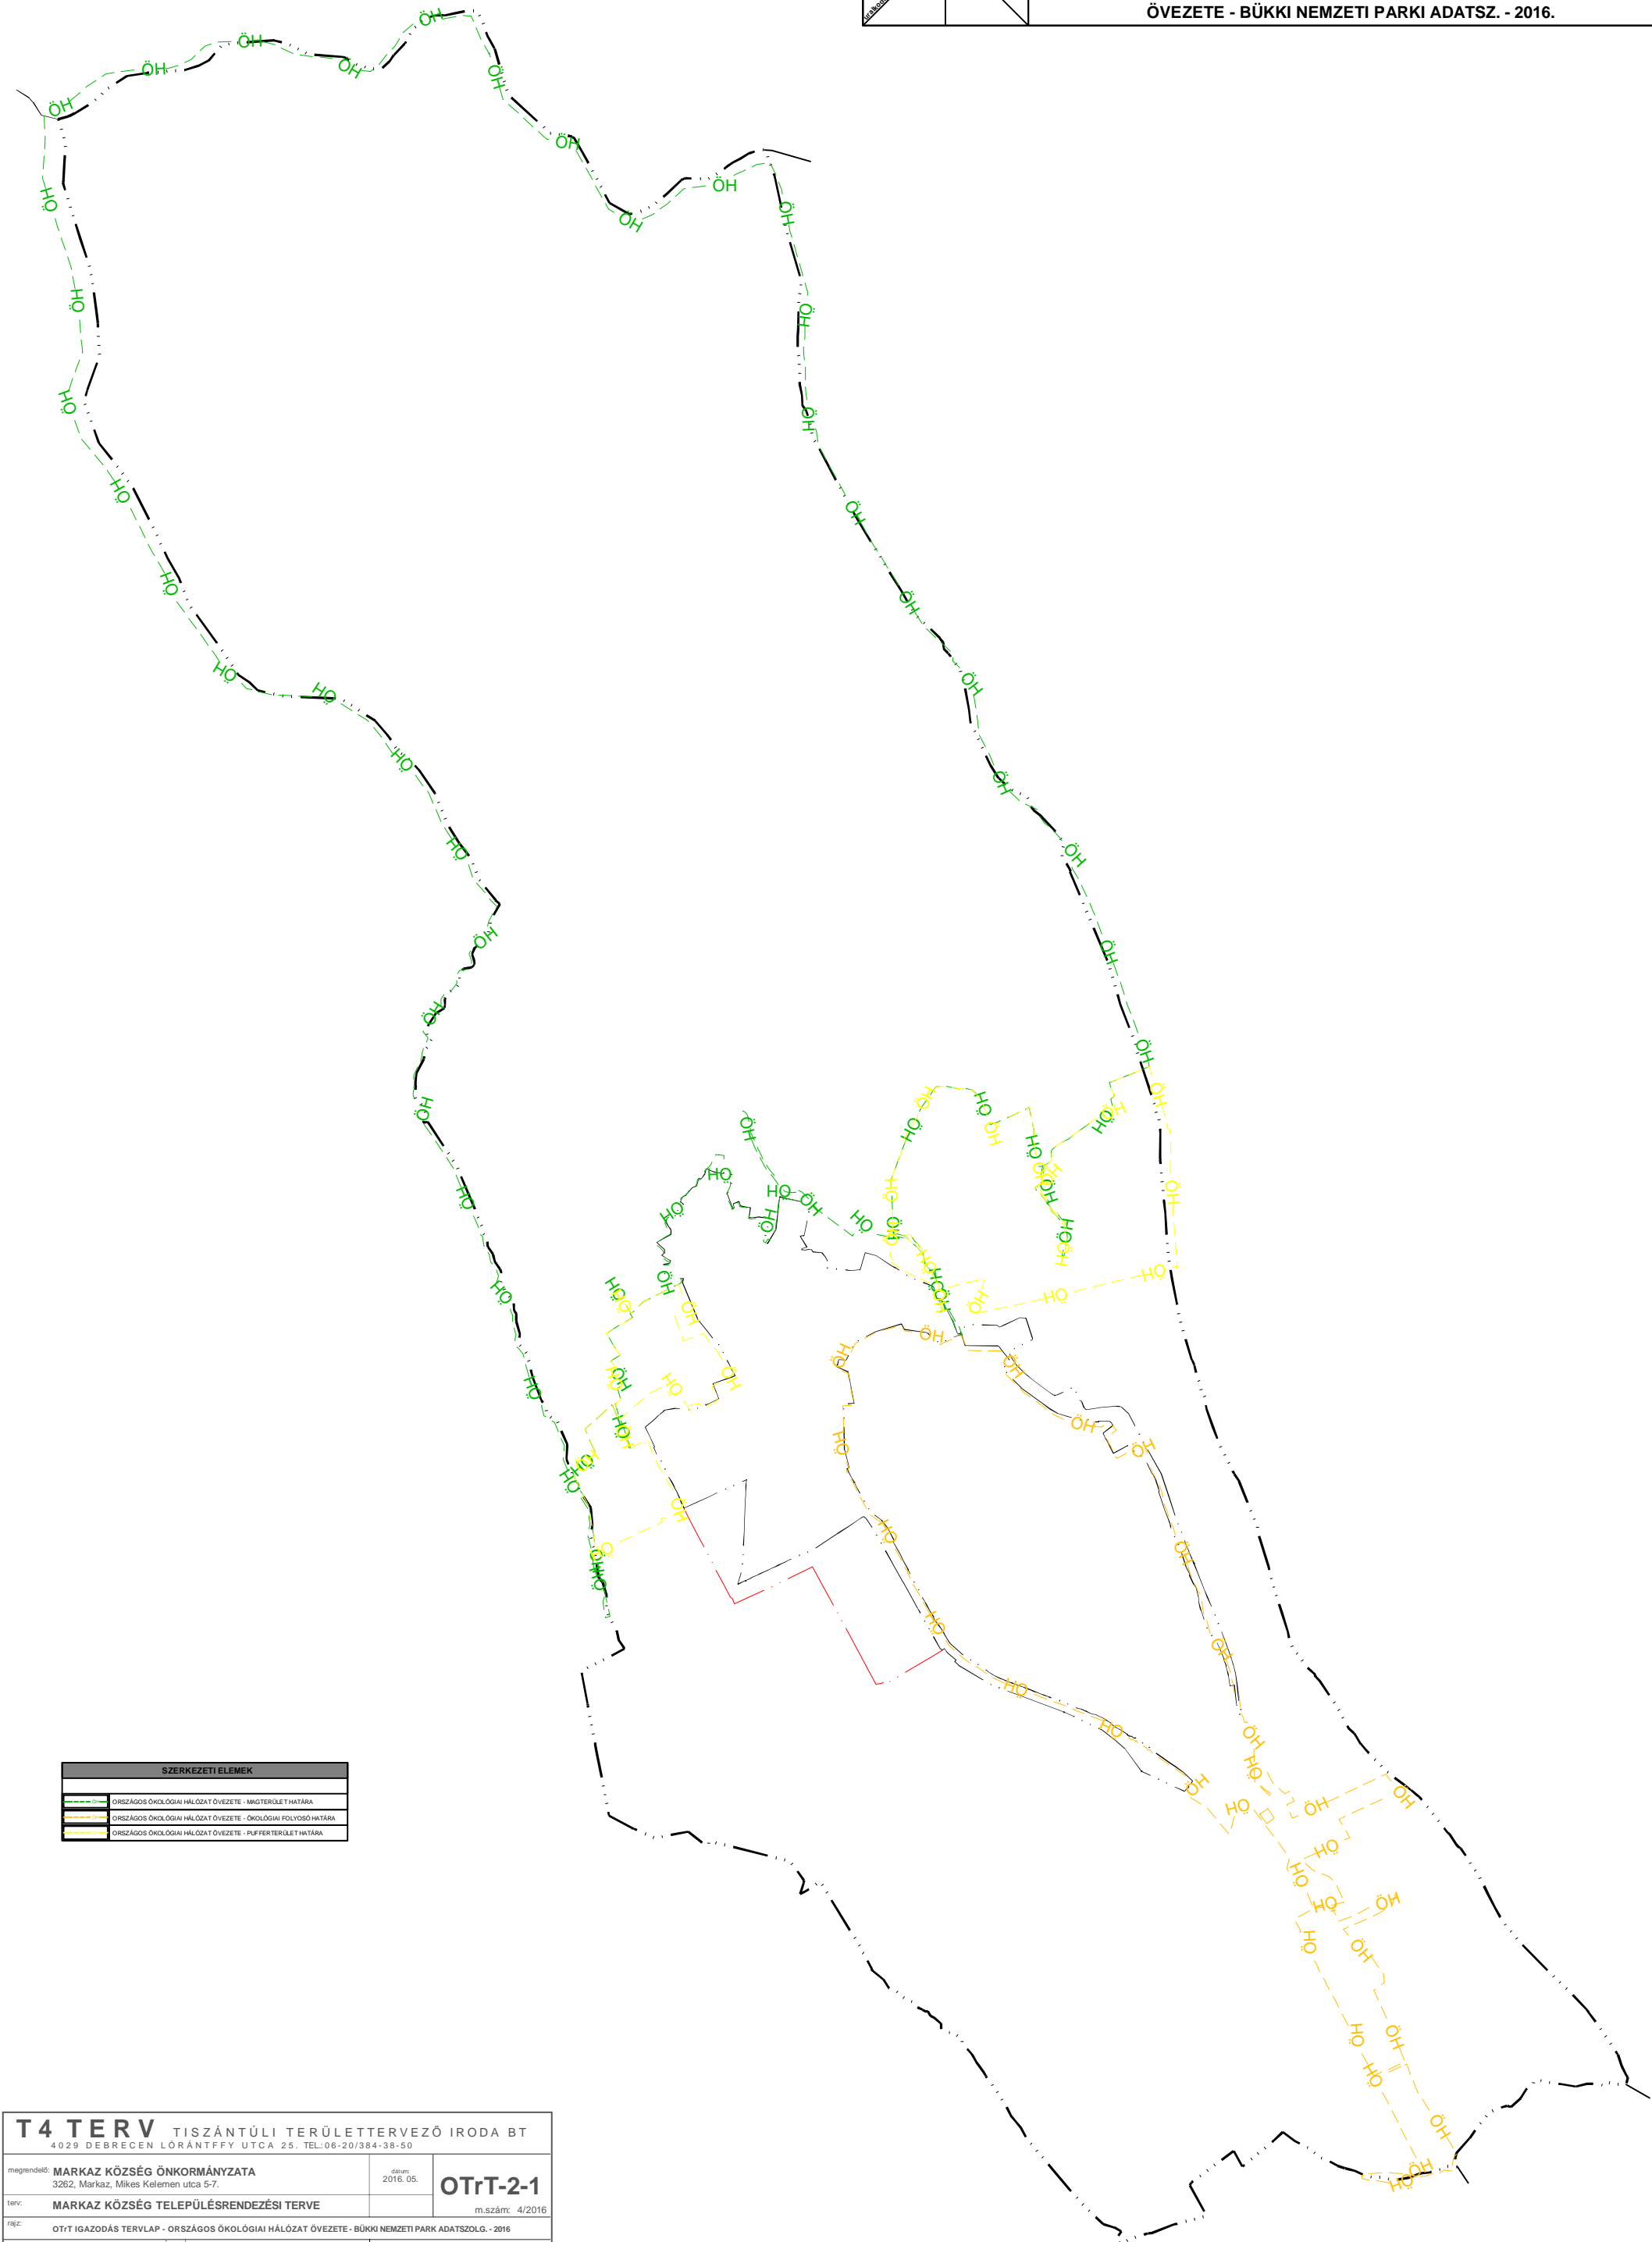 ÖVEZETE - BÜKKI NEMZETI PARKI ADATSZ. - 2016.
SZERKEZETI ELEMEK
ORSZÁGOS ÖKOLÓGIAI HÁLÓZAT ÖVEZETE - MAGTERÜLET HATÁRA
ORSZÁGOS ÖKOLÓGIAI HÁLÓZAT ÖVEZETE - ÖKOLÓGIAI FOLYOSÓ HATÁRA
ORSZÁGOS ÖKOLÓGIAI HÁLÓZAT ÖVEZETE - PUFFERTERÜLET HATÁRA
T4 TERV TISZÁNTÚLI TERÜLETTERVEZŐ IRODA BT
4029 DEBRECEN LÓRÁNTFFY UTCA 25. TEL.:06-20/384-38-50
megrendelő: MARKAZ KÖZSÉG ÖNKORMÁNYZATA
3262, Markaz, Mikes Kelemen utca 5-7.
dátum
2016. 05.
OTrT-2-1
terv: MARKAZ KÖZSÉG TELEPÜLÉSRENDEZÉSI TERVE
m.szám: 4/2016
rajz: OTrT IGAZODÁS TERVLAP - ORSZÁGOS ÖKOLÓGIAI HÁLÓZAT ÖVEZETE - BÜKKI NEMZETI PARK ADATSZOLG. - 2016